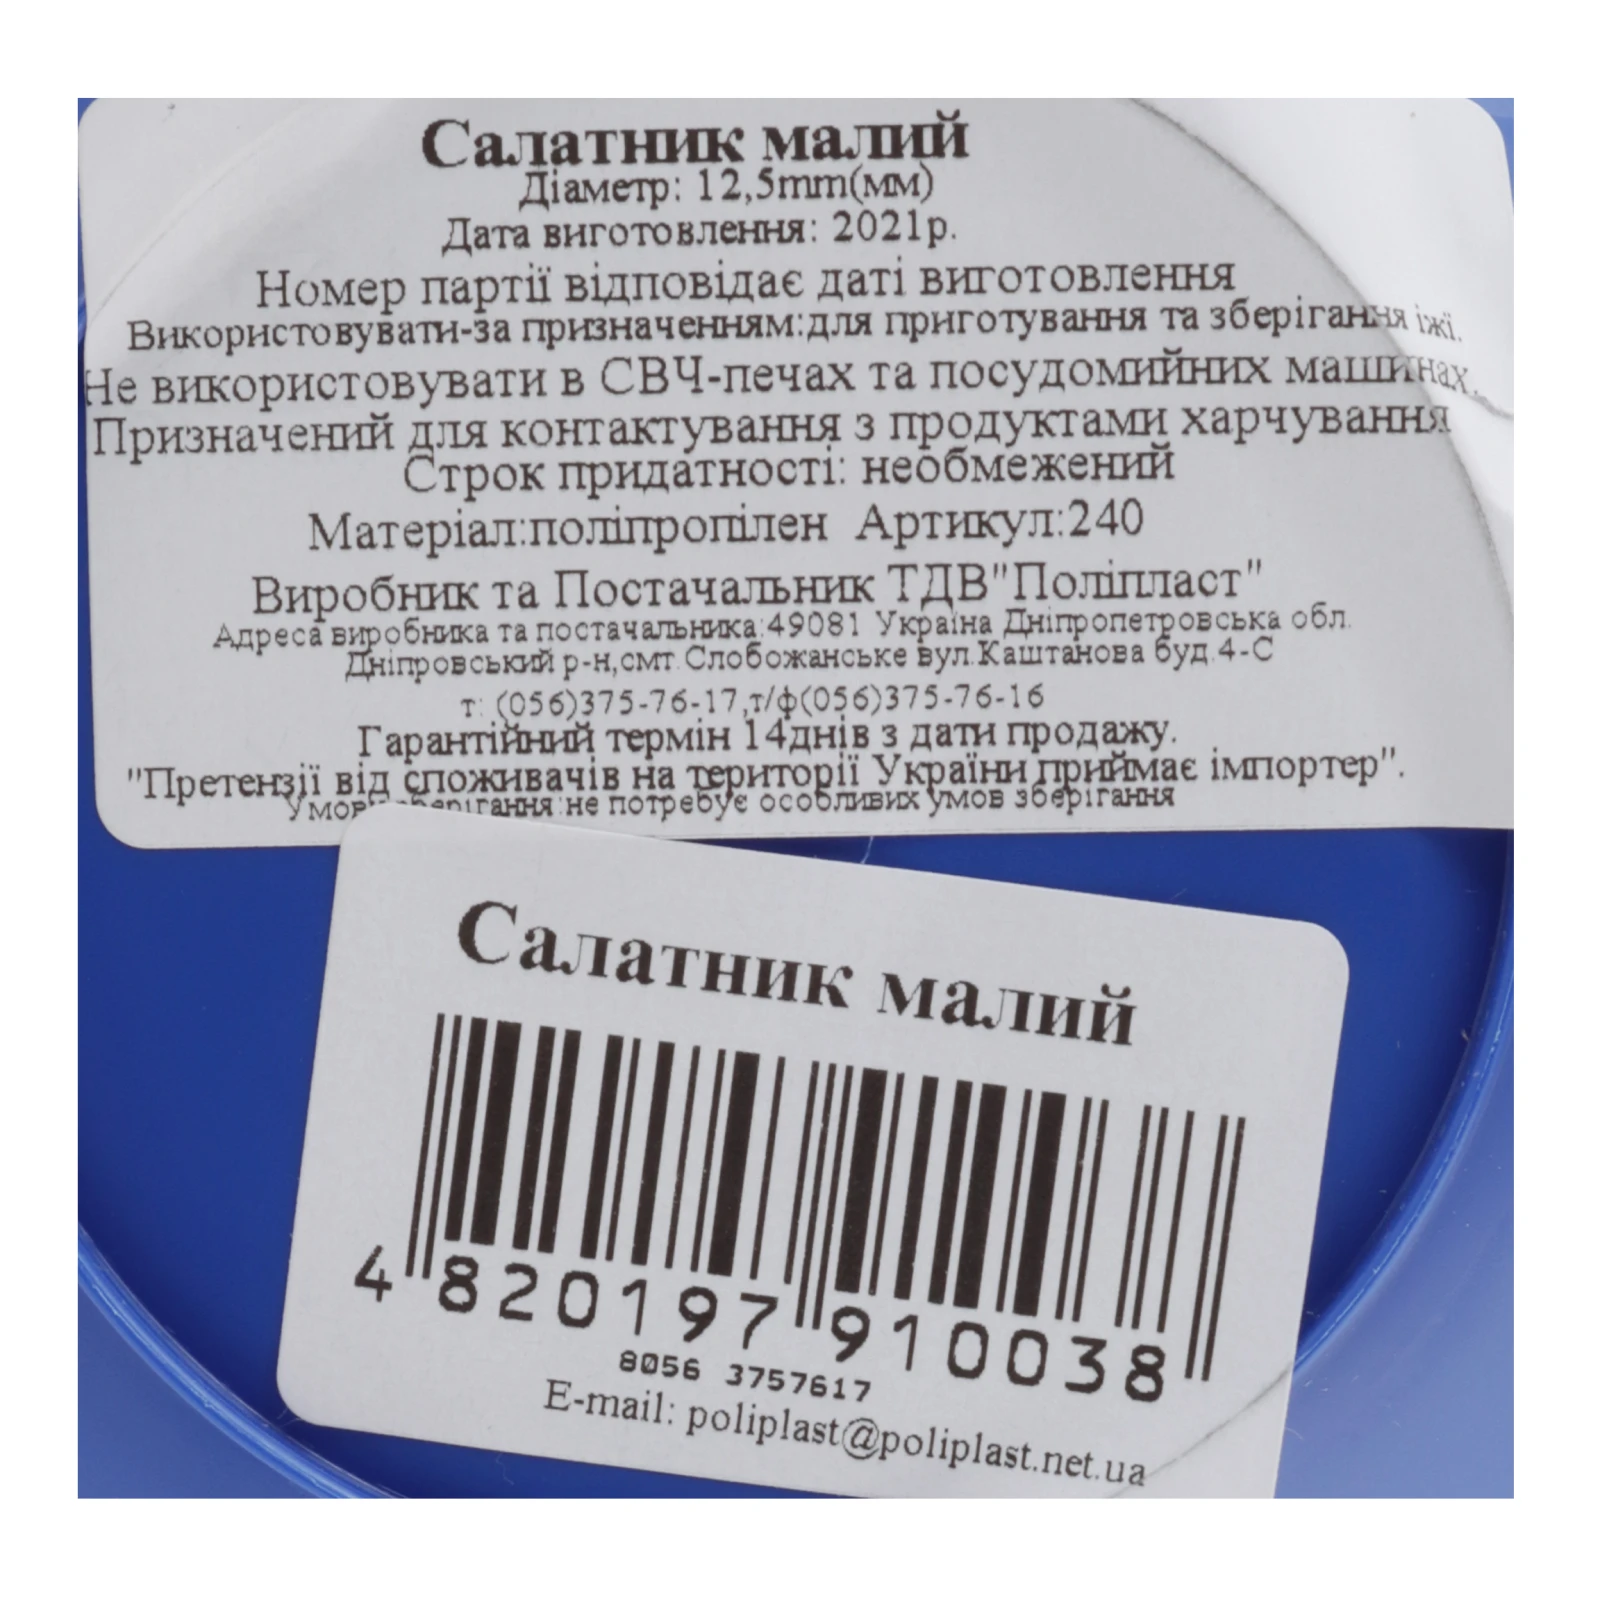 Салатник малий
Діаметр: 12,5mm(мм)
Дата виготовлення: 2021р.
Номер партії відповідає даті виготовлення
Використовувати-за призначенням:для приготування та зберігання їжі.
Не використовувати в СВЧ-печах та посудомийних машинах.
Призначений для контактування з продуктами харчування
Строк придатності: необмежений
Матеріал:поліпропілен Артикул:240
Виробник та Постачальник ТДВ"Поліпласт"
Адреса виробника та постачальника:49081 Україна Дніпропетровська обл.
Дніпровський р-н,смт.Слобожанське вул.Каштанова буд.4-С
т: (056)375-76-17,т/ф(056)375-76-16
Гарантійний термін 14днів з дати продажу.
"Претензії від споживачів на території України приймає імпортер".
Умови зберігання:не потребує особливих умов зберігання
Салатник малий
4 820197 910038
8056 3757617
E-mail: poliplast@poliplast.net.ua